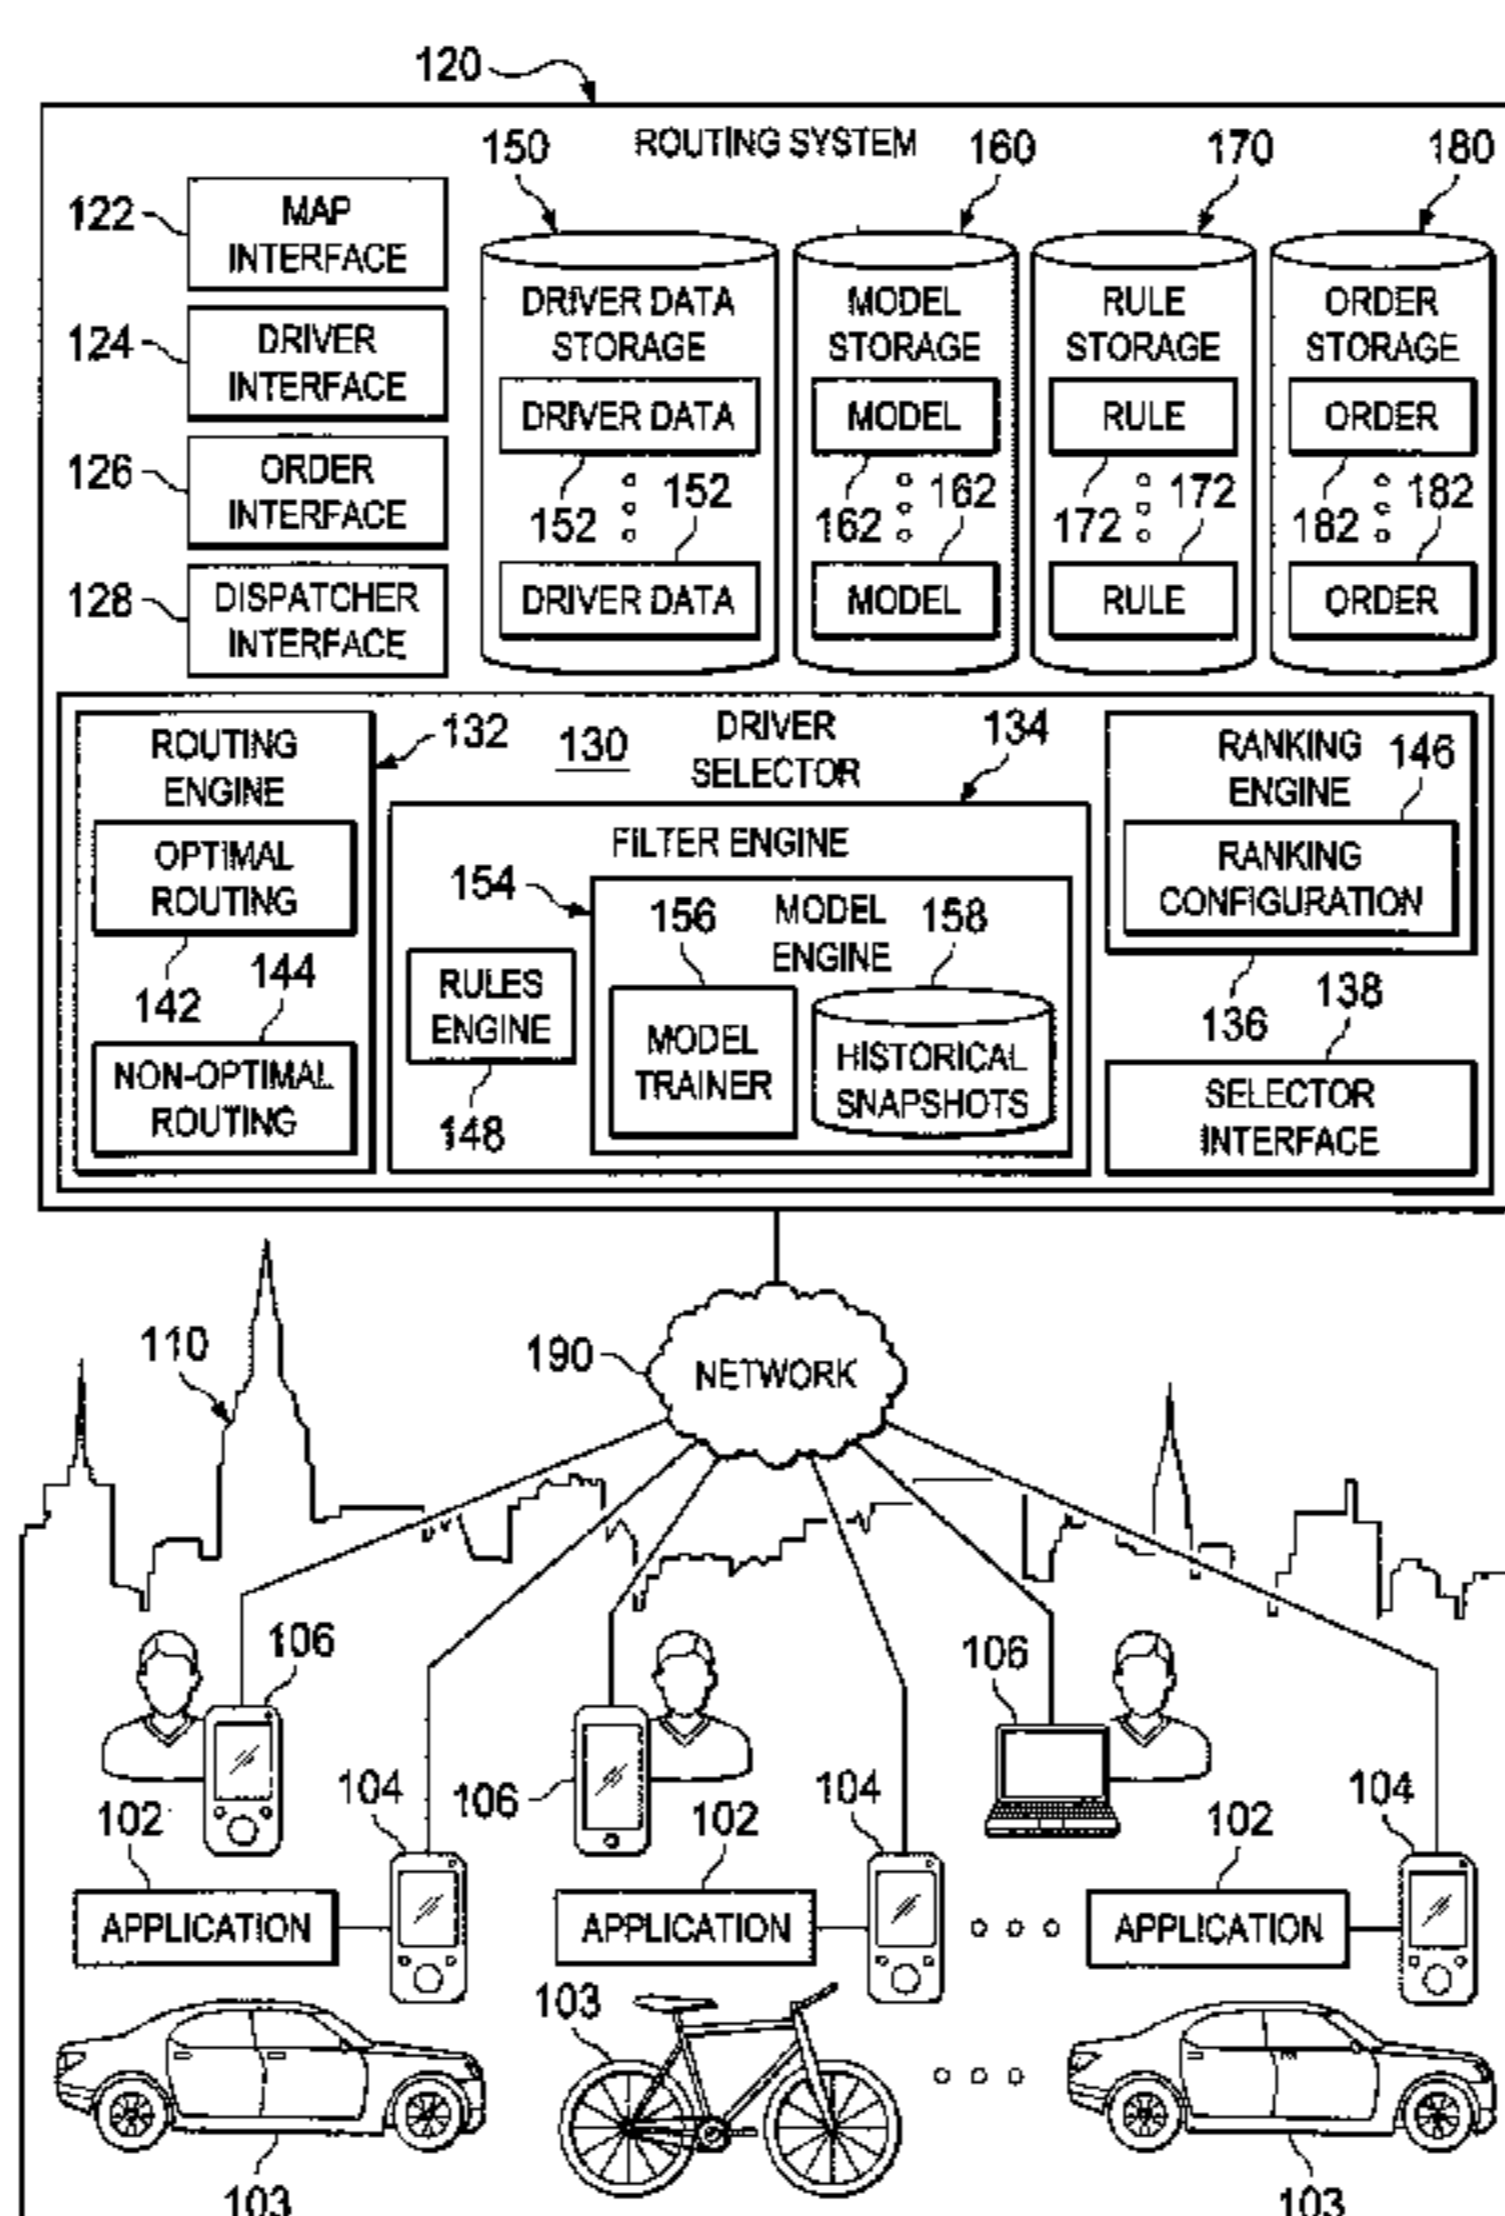 120
ROUTING SYSTEM
150
160
170
180
122
MAP
INTERFACE
124
DRIVER
INTERFACE
126
ORDER
INTERFACE
128
DISPATCHER
INTERFACE
DRIVER DATA
STORAGE
DRIVER DATA
152
152
DRIVER DATA
MODEL
STORAGE
MODEL
162
162
MODEL
RULE
STORAGE
RULE
172
172
RULE
ORDER
STORAGE
ORDER
182
182
ORDER
130
DRIVER
SELECTOR
132
ROUTING
ENGINE
OPTIMAL
ROUTING
142
144
NON-OPTIMAL
ROUTING
134
FILTER ENGINE
154
RULES
ENGINE
148
MODEL
ENGINE
156
MODEL
TRAINER
158
HISTORICAL
SNAPSHOTS
RANKING
ENGINE
146
RANKING
CONFIGURATION
136
138
SELECTOR
INTERFACE
110
190
NETWORK
106
106
106
104
104
104
102
102
102
APPLICATION
APPLICATION
APPLICATION
103
103
103